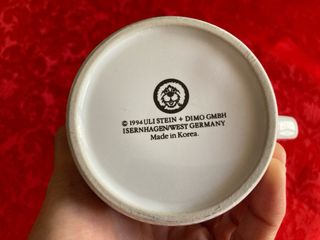 © 1994 ULI STEIN + DIMO GMBH
ISERNHAGEN/WEST GERMANY
Made in Korea.